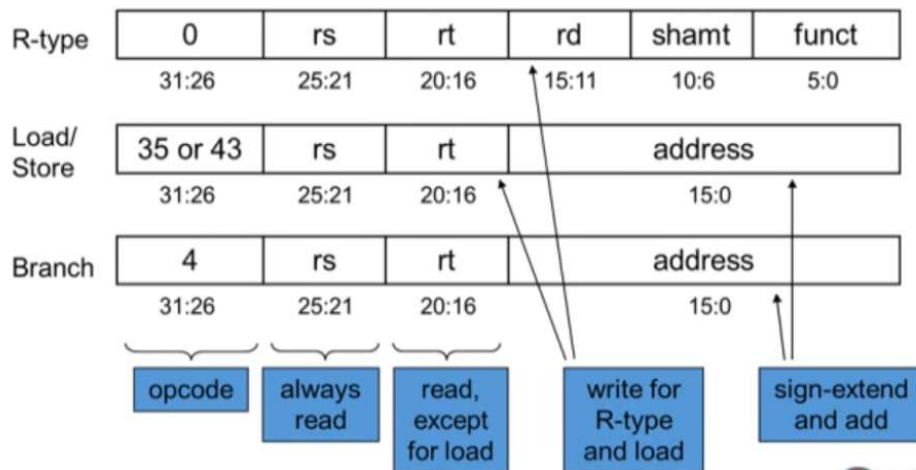 R-type 0 rs rt rd shamt funct
31:26 25:21 20:16 15:11 10:6 5:0
Load/
Store 35 or 43 rs rt address
31:26 25:21 20:16 15:0
Branch 4 rs rt address
31:26 25:21 20:16 15:0
opcode
always
read
read,
except
for load
write for
R-type
and load
sign-extend
and add